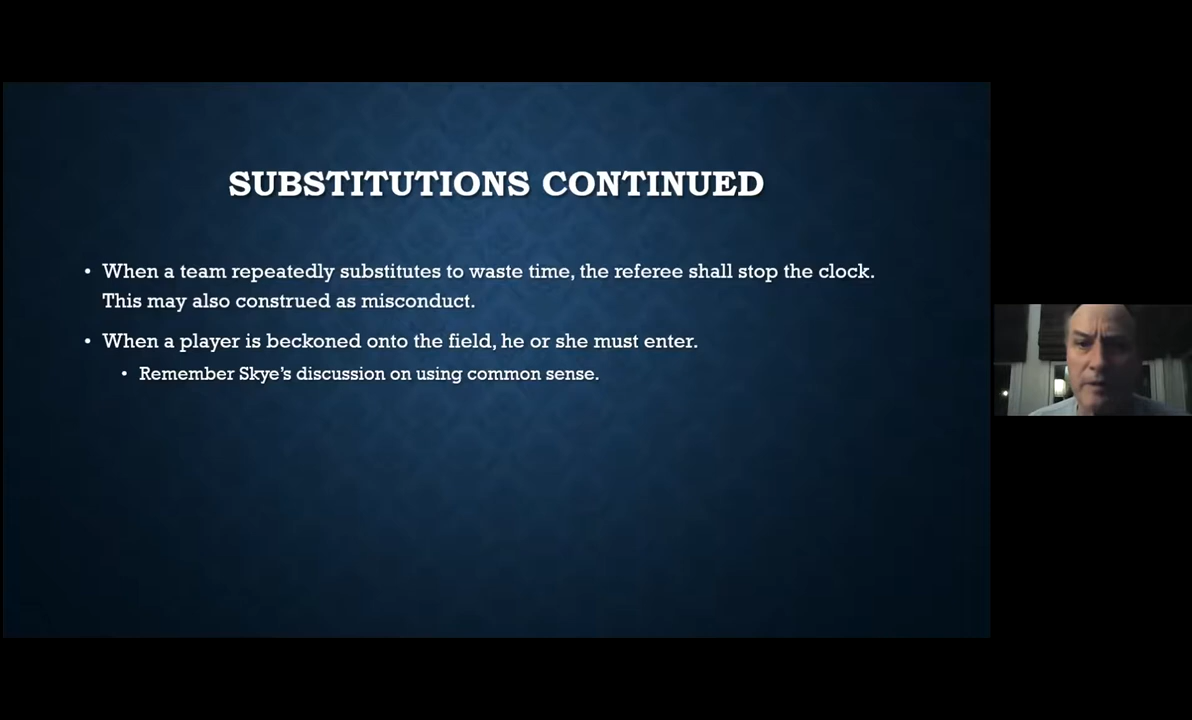 SUBSTITUTIONS CONTINUED
• When a team repeatedly substitutes to waste time, the referee shall stop the clock.
This may also construed as misconduct.
• When a player is beckoned onto the field, he or she must enter.
• Remember Skye's discussion on using common sense.